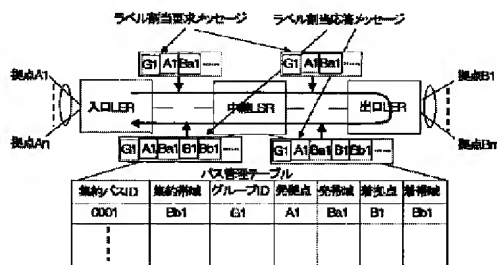 ラベル割当要求メッセージ ラベル割当応答メッセージ
G1 A1 Ba1 ----- G1 A1 Ba1 -----
拠点A1 入口LER 中継LSR 出口LER 拠点B1
拠点An 拠点Bm
G1 A1 Ba1 B1 Bb1 ---- G1 A1 Ba1 B1 Bb1 ----
パス管理テーブル
集約パスID 集約帯域 グループID 発拠点 発帯域 着拠点 着帯域
0001 Bb1 G1 A1 Ba1 B1 Bb1